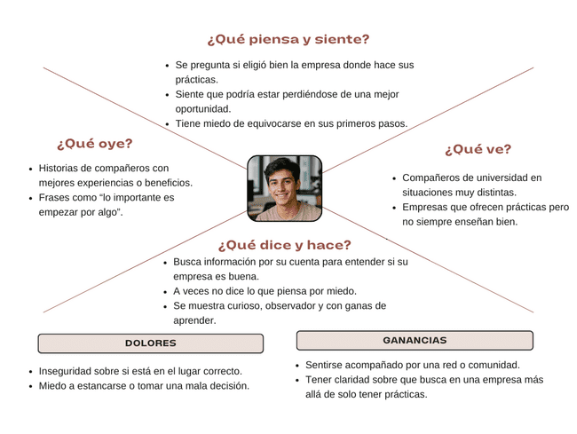 ¿Qué piensa y siente?
• Se pregunta si eligió bien la empresa donde hace sus
prácticas.
• Siente que podría estar perdiéndose de una mejor
oportunidad.
• Tiene miedo de equivocarse en sus primeros pasos.
¿Qué oye?
• Historias de compañeros con
mejores experiencias o beneficios.
• Frases como “lo importante es
empezar por algo”.
¿Qué ve?
• Compañeros de universidad en
situaciones muy distintas.
• Empresas que ofrecen prácticas pero
no siempre enseñan bien.
¿Qué dice y hace?
• Busca información por su cuenta para entender si su
empresa es buena.
• A veces no dice lo que piensa por miedo.
• Se muestra curioso, observador y con ganas de
aprender.
DOLORES
• Inseguridad sobre si está en el lugar correcto.
• Miedo a estancarse o tomar una mala decisión.
GANANCIAS
• Sentirse acompañado por una red o comunidad.
• Tener claridad sobre que busca en una empresa más
allá de solo tener prácticas.